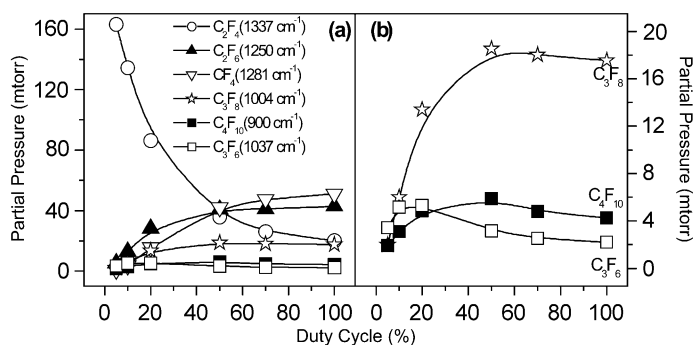 (a)
(b)
C₂F₄(1337 cm⁻¹)
C₂F₆(1250 cm⁻¹)
CF₄(1281 cm⁻¹)
C₃F₈(1004 cm⁻¹)
C₄F₁₀(900 cm⁻¹)
C₃F₆(1037 cm⁻¹)
Partial Pressure (mtorr)
160
120
80
40
0
0 20 40 60 80 100
0 20 40 60 80 100
Duty Cycle (%)
C₃F₈
C₄F₁₀
C₃F₆
20
16
12
8
4
0
Partial Pressure (mtorr)